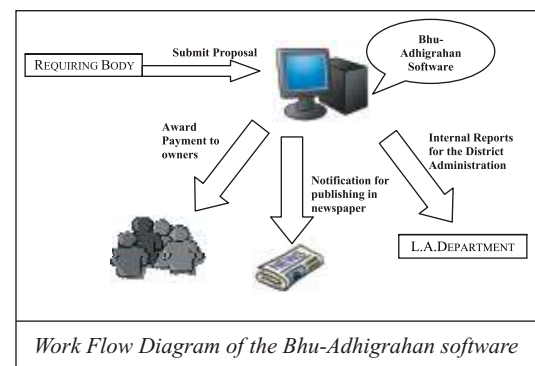 Bhu-
Adhigrahan
Software
Submit Proposal
REQUIRING BODY
Award
Payment to
owners
Internal Reports
for the District
Administration
Notification for
publishing in
newspaper
L.A.DEPARTMENT
NEWS
Work Flow Diagram of the Bhu-Adhigrahan software